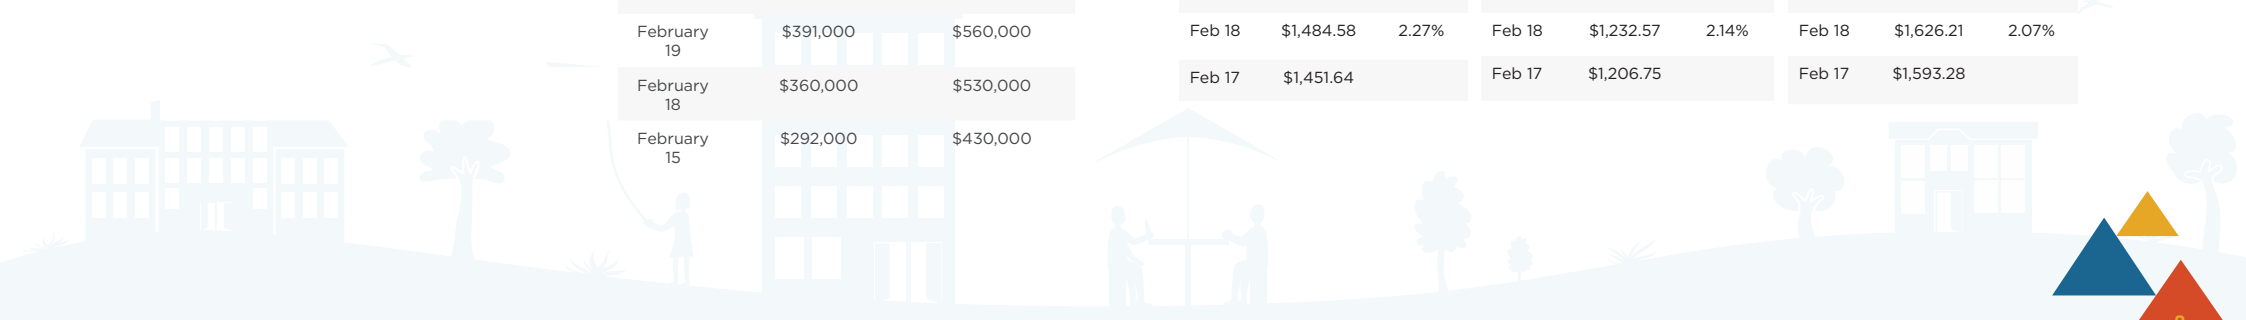 February $391,000 $560,000
19
February $360,000 $530,000
18
February $292,000 $430,000
15
Feb 18 $1,484.58 2.27%
Feb 17 $1,451.64
Feb 18 $1,232.57 2.14%
Feb 17 $1,206.75
Feb 18 $1,626.21 2.07%
Feb 17 $1,593.28